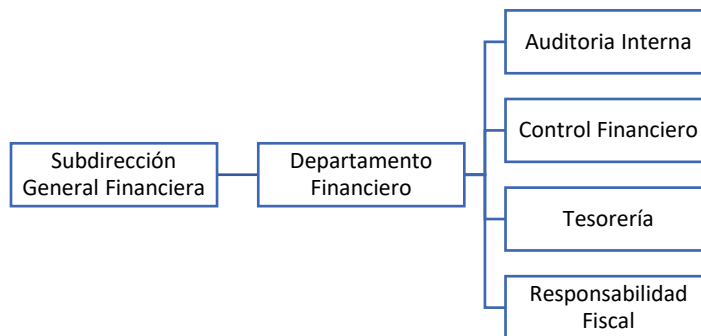 Auditoria Interna
Control Financiero
Subdirección
General Financiera
Departamento
Financiero
Tesorería
Responsabilidad
Fiscal